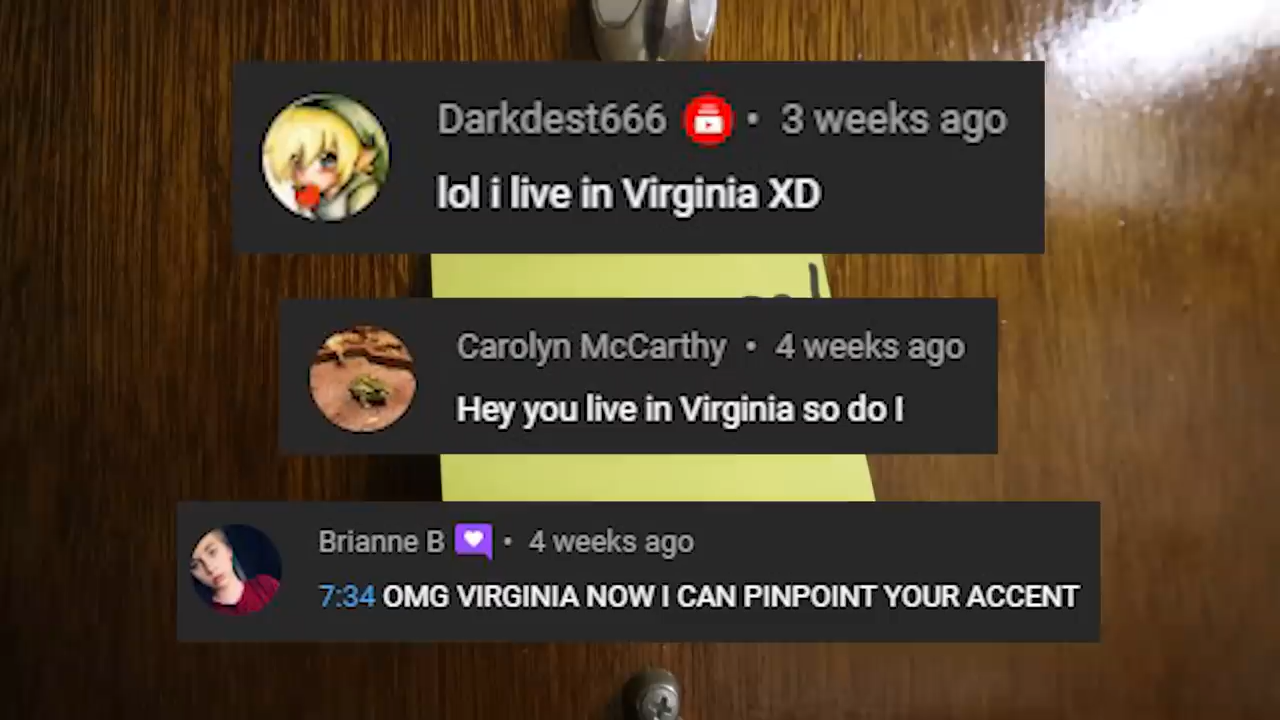 Darkdest666 • 3 weeks ago
lol i live in Virginia XD
Carolyn McCarthy • 4 weeks ago
Hey you live in Virginia so do I
Brianne B • 4 weeks ago
7:34 OMG VIRGINIA NOW I CAN PINPOINT YOUR ACCENT